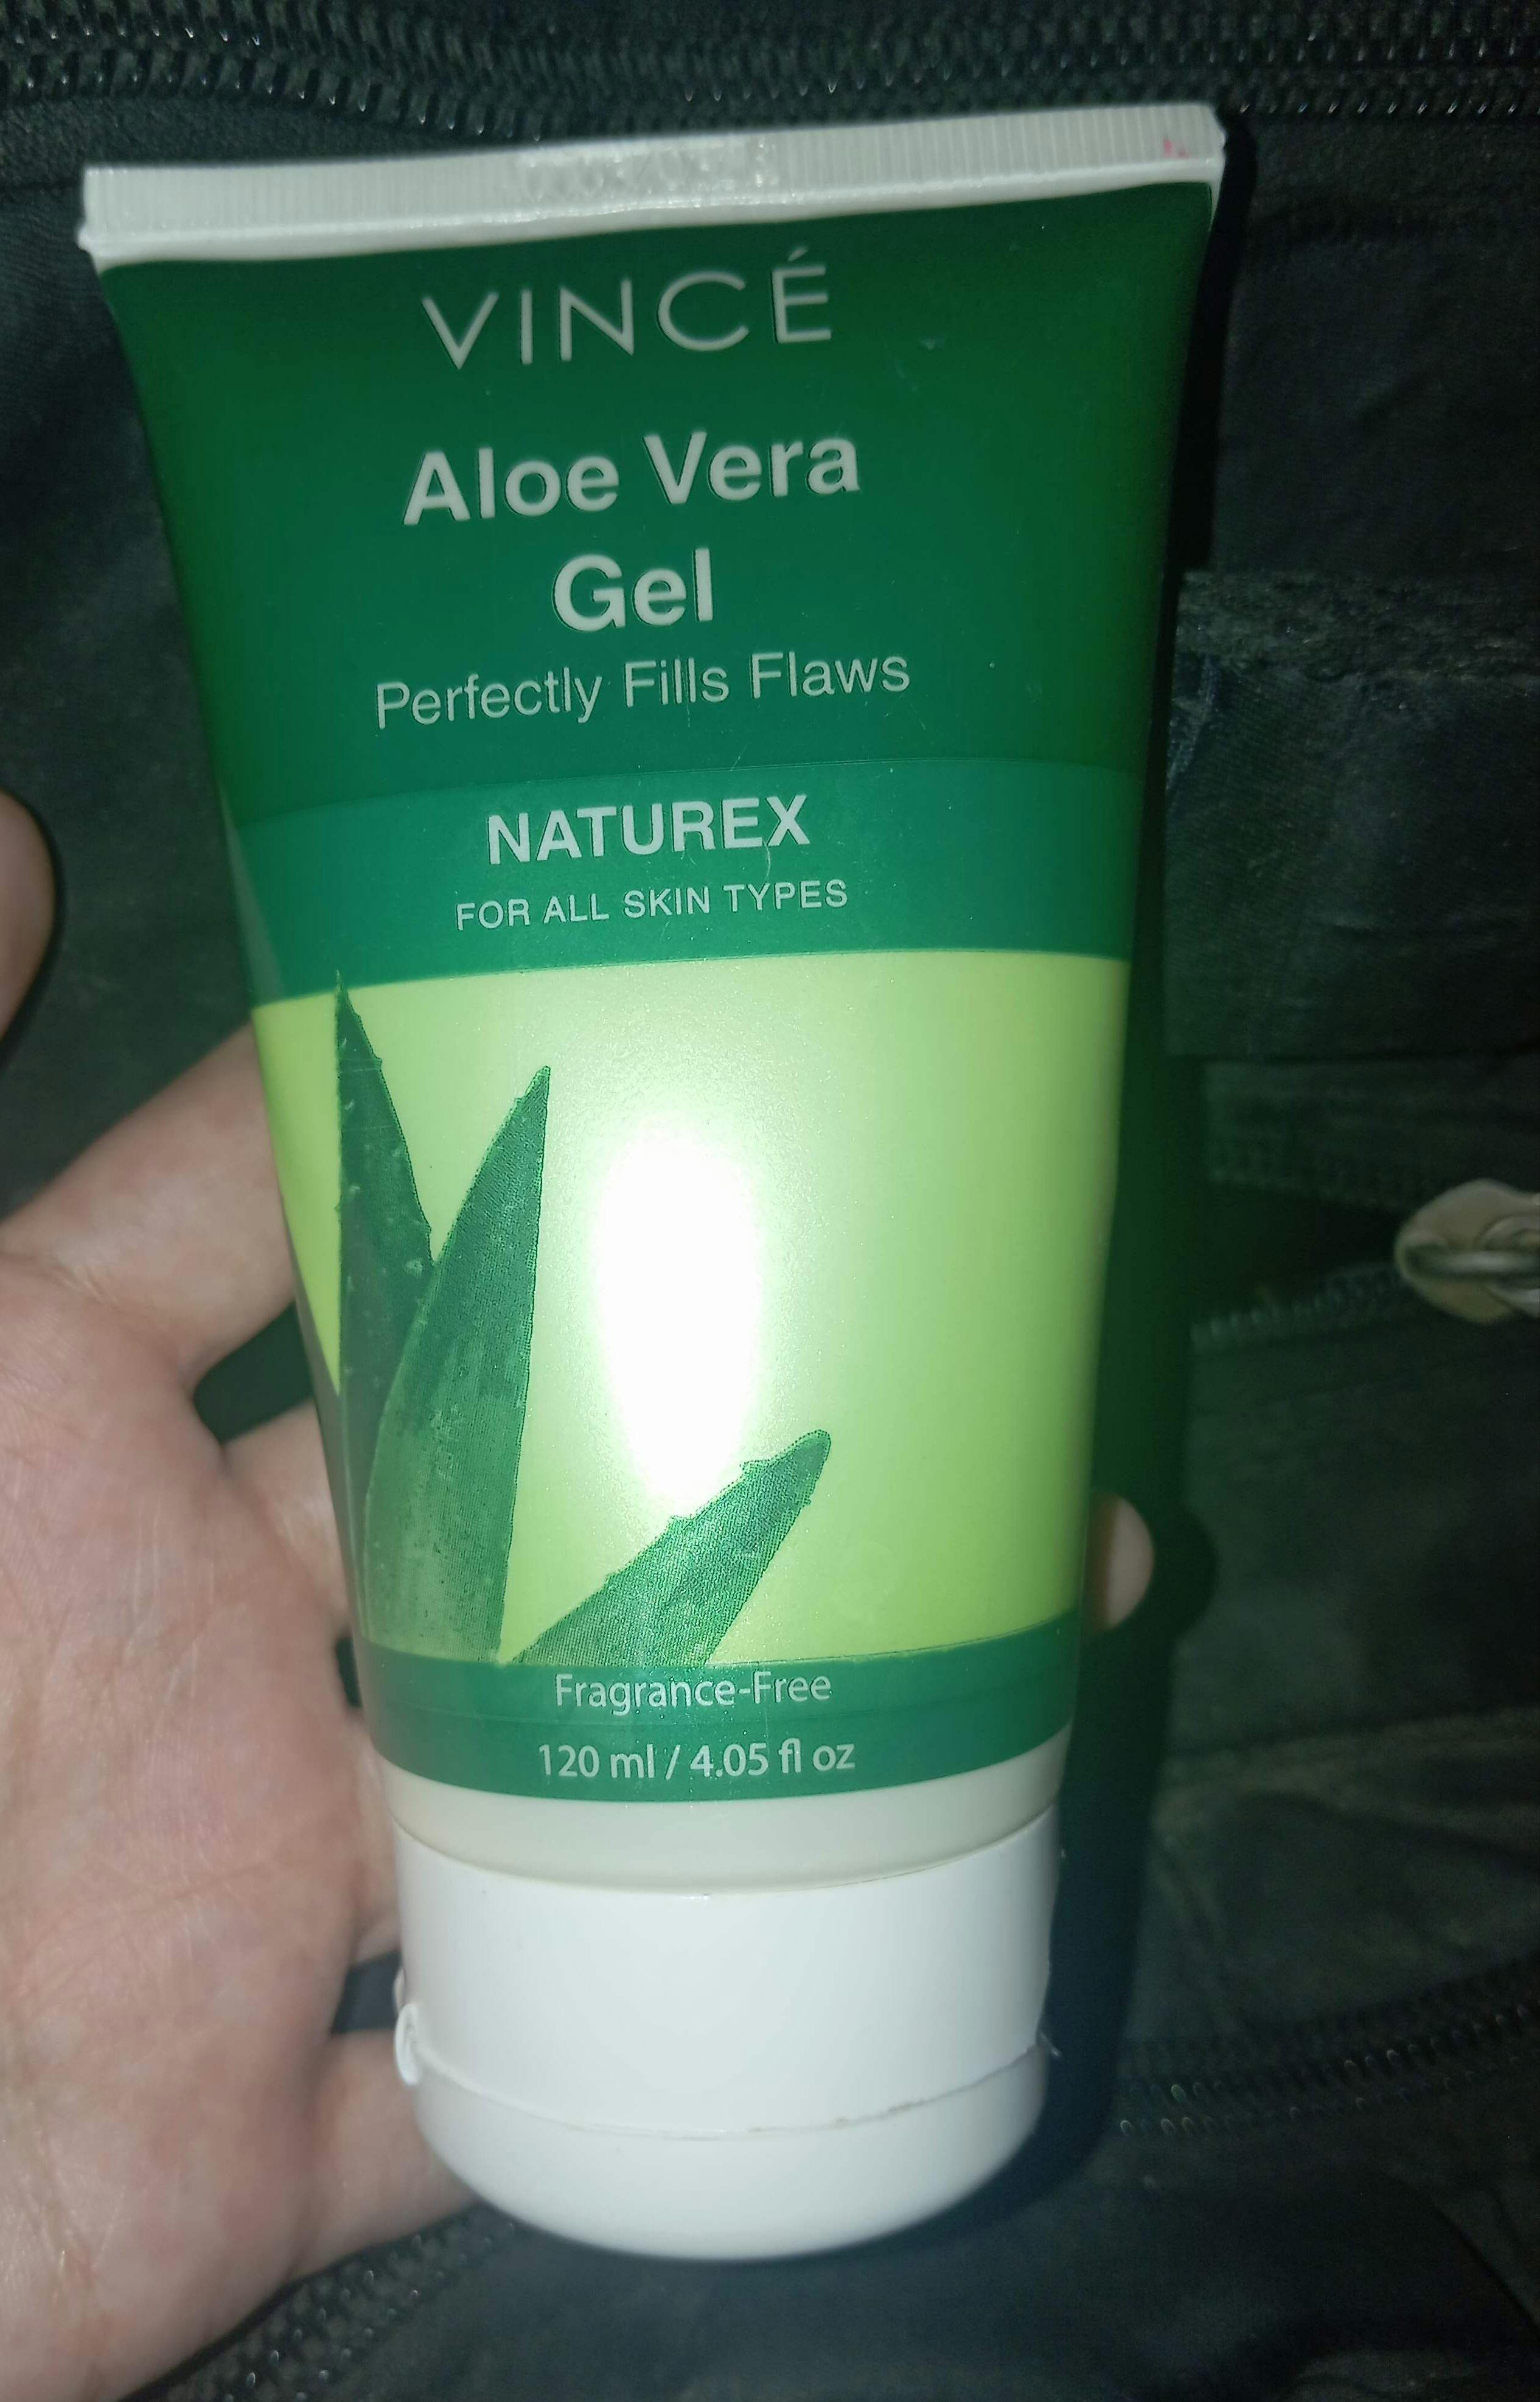 VINCÉ
Aloe Vera
Gel
Perfectly Fills Flaws
NATUREX
FOR ALL SKIN TYPES
Fragrance-Free
120 ml / 4.05 fl oz